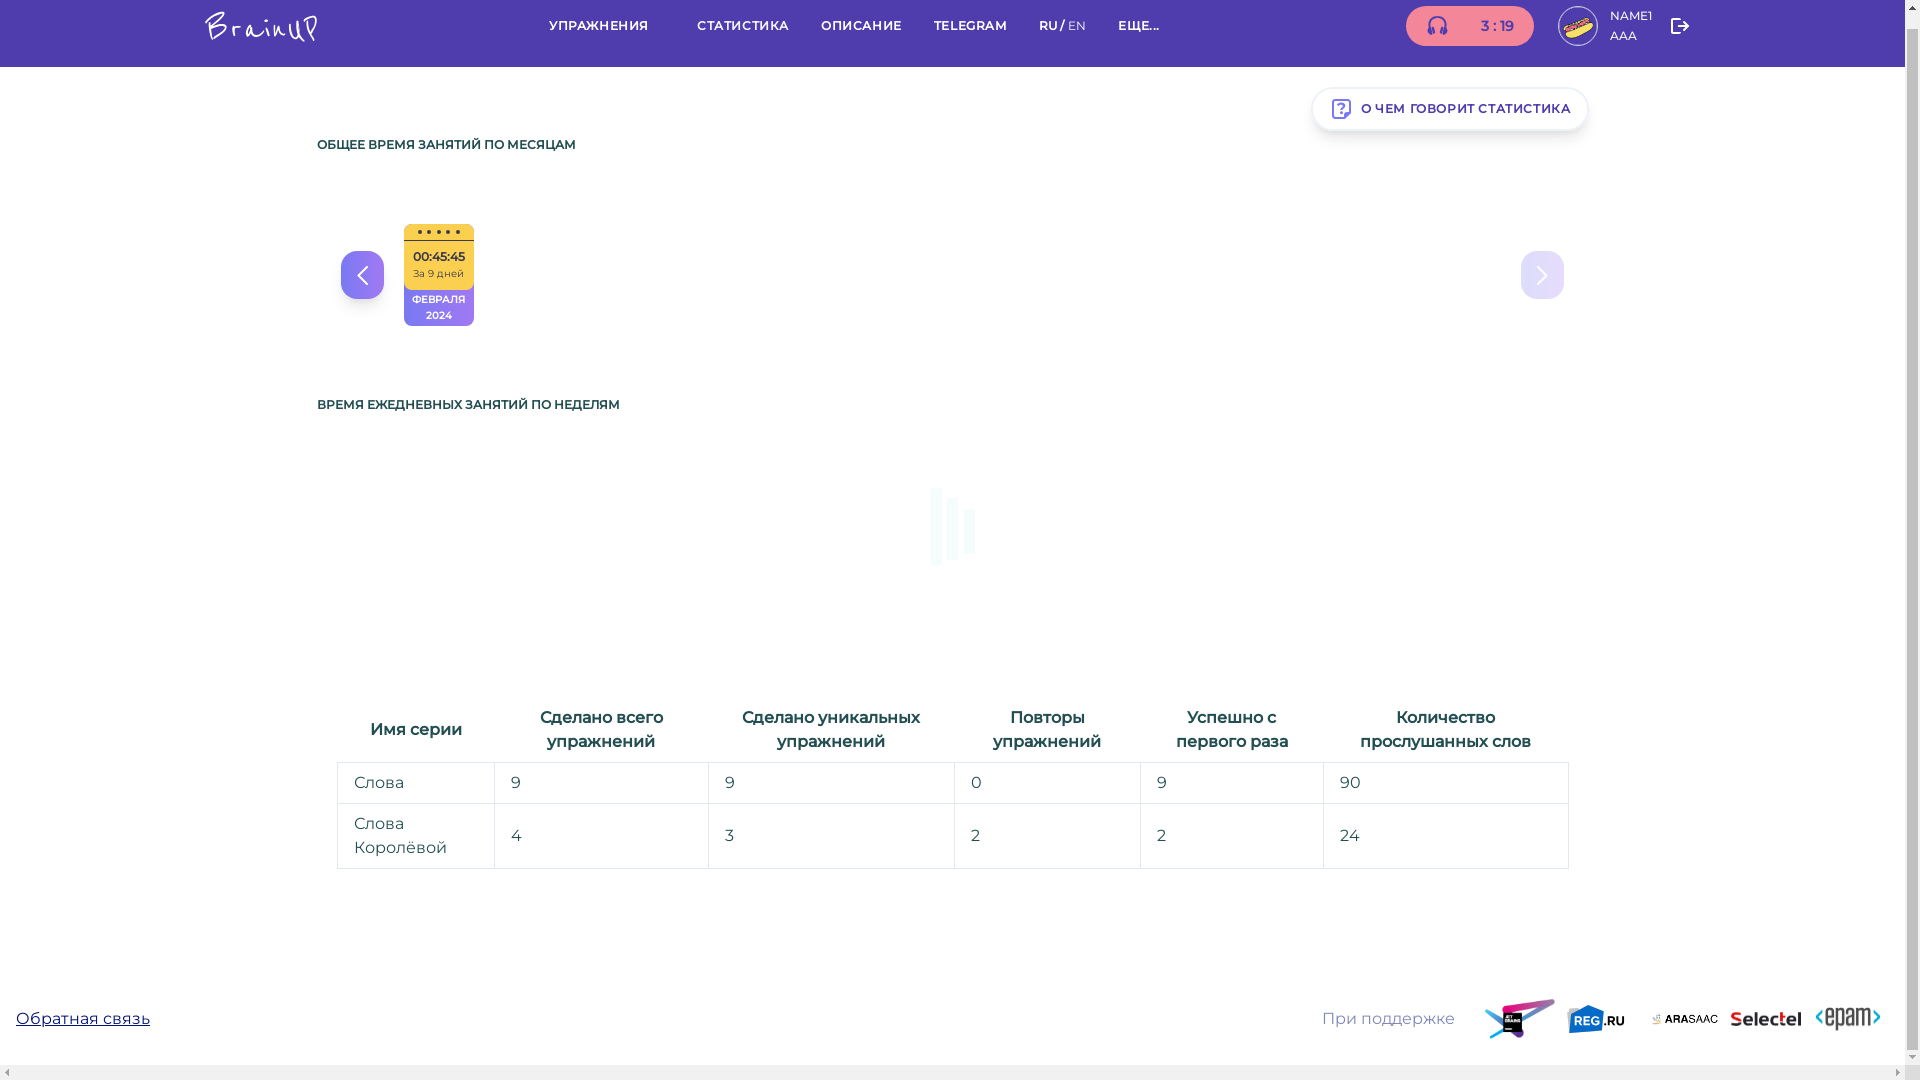 BrainUP
УПРАЖНЕНИЯ СТАТИСТИКА ОПИСАНИЕ TELEGRAM RU / EN ЕЩЕ...
3 : 19
NAME1
AAA
О ЧЕМ ГОВОРИТ СТАТИСТИКА
ОБЩЕЕ ВРЕМЯ ЗАНЯТИЙ ПО МЕСЯЦАМ
00:45:45
За 9 дней
ФЕВРАЛЯ
2024
ВРЕМЯ ЕЖЕДНЕВНЫХ ЗАНЯТИЙ ПО НЕДЕЛЯМ
Имя серии
Сделано всего
упражнений
Сделано уникальных
упражнений
Повторы
упражнений
Успешно с
первого раза
Количество
прослушанных слов
Слова 9 9 0 9 90
Слова
Королёвой
4 3 2 2 24
Обратная связь
При поддержке
JET
BRAINS
REG.RU
ARASAAC
Selectel
<epam>